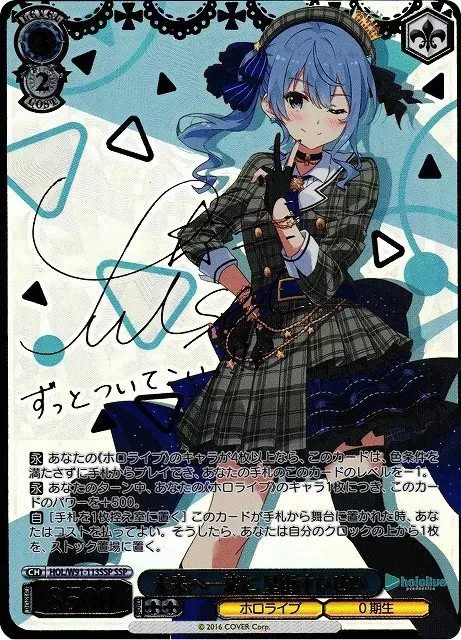 LEVEL
2
COST
ずっとついてこい
永 あなたの《ホロライブ》のキャラが4枚以上なら、このカードは、色条件を
満たさずに手札からプレイでき、あなたの手札のこのカードのレベルを－1。
永 あなたのターン中、あなたの《ホロライブ》のキャラ1枚につき、このカー
ドのパワーを＋500。
自 [手札を1枚控え室に置く] このカードが手札から舞台に置かれた時、あな
たはコストを払ってよい。そうしたら、あなたは自分のクロックの上から1枚
を、ストック置場に置く。
CH HOL/W91-113SSP SSP
hololive
production
ホロライブ
0期生
© 2016 COVER Corp.